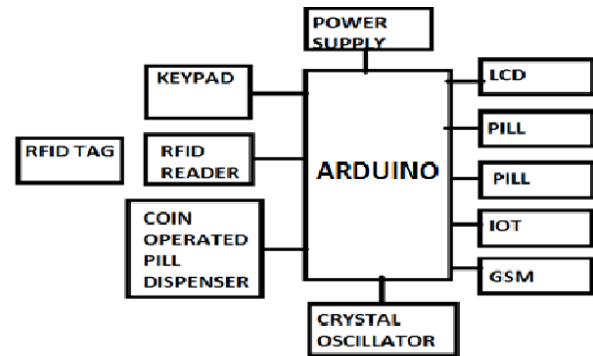 POWER
SUPPLY
KEYPAD
RFID TAG
RFID
READER
COIN
OPERATED
PILL
DISPENSER
ARDUINO
LCD
PILL
PILL
IOT
GSM
CRYSTAL
OSCILLATOR